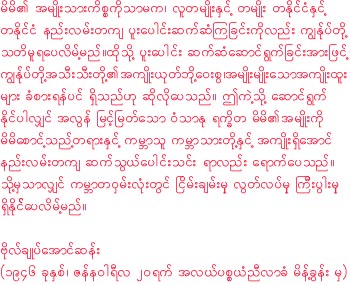 မိမိ၏ အမျိုးသားကိစ္စကိုသာမက၊ လူတမျိုးနှင့် တမျိုး တနိုင်ငံနှင့်
တနိုင်ငံ နည်းလမ်းတကျ ပူးပေါင်းဆက်ဆံကြခြင်းကိုလည်း ကျွန်ုပ်တို့
သတိမူရပေလိမ့်မည်။ထိုသို့ ပူးပေါင်း ဆက်ဆံဆောင်ရွက်ခြင်းအားဖြင့်
ကျွန်ုပ်တို့အသီးသီးတို့၏အကျိုးယုတ်ဘို့ဝေးစွ၊အမျိုးမျိုးသောအကျိုးထူး
များ ခံစားရန်ပင် ရှိသည်ဟု ဆိုလိုပေသည်။ ဤကဲ့သို့ ဆောင်ရွက်
နိုင်ပါလျှင် အလွန် မြင့်မြတ်သော ဝံသာနု ရက္ခိတ မိမိ၏အမျိုးကို
မိမိစောင့်သည့်တရားနှင့် ကမ္ဘာ့သူ ကမ္ဘာသားတို့နှင့် အကျိုးရှိအောင်
နည်းလမ်းတကျ ဆက်သွယ်ပေါင်းသင်း ရာလည်း ရောက်ပေသည်။
သို့မှသာလျှင် ကမ္ဘာတဝှမ်းလုံးတွင် ငြိမ်းချမ်းမှု လွတ်လပ်မှု ကြီးပွါးမှု
ရှိနိုင်ပေလိမ့်မည်။
ဗိုလ်ချုပ်အောင်ဆန်း
(၁၉၄၆ ခုနှစ်၊ ဇန်နဝါရီလ ၂၀ရက် အလယ်ပစ္စယံညီလာခံ မိန့်ခွန်း မှ)